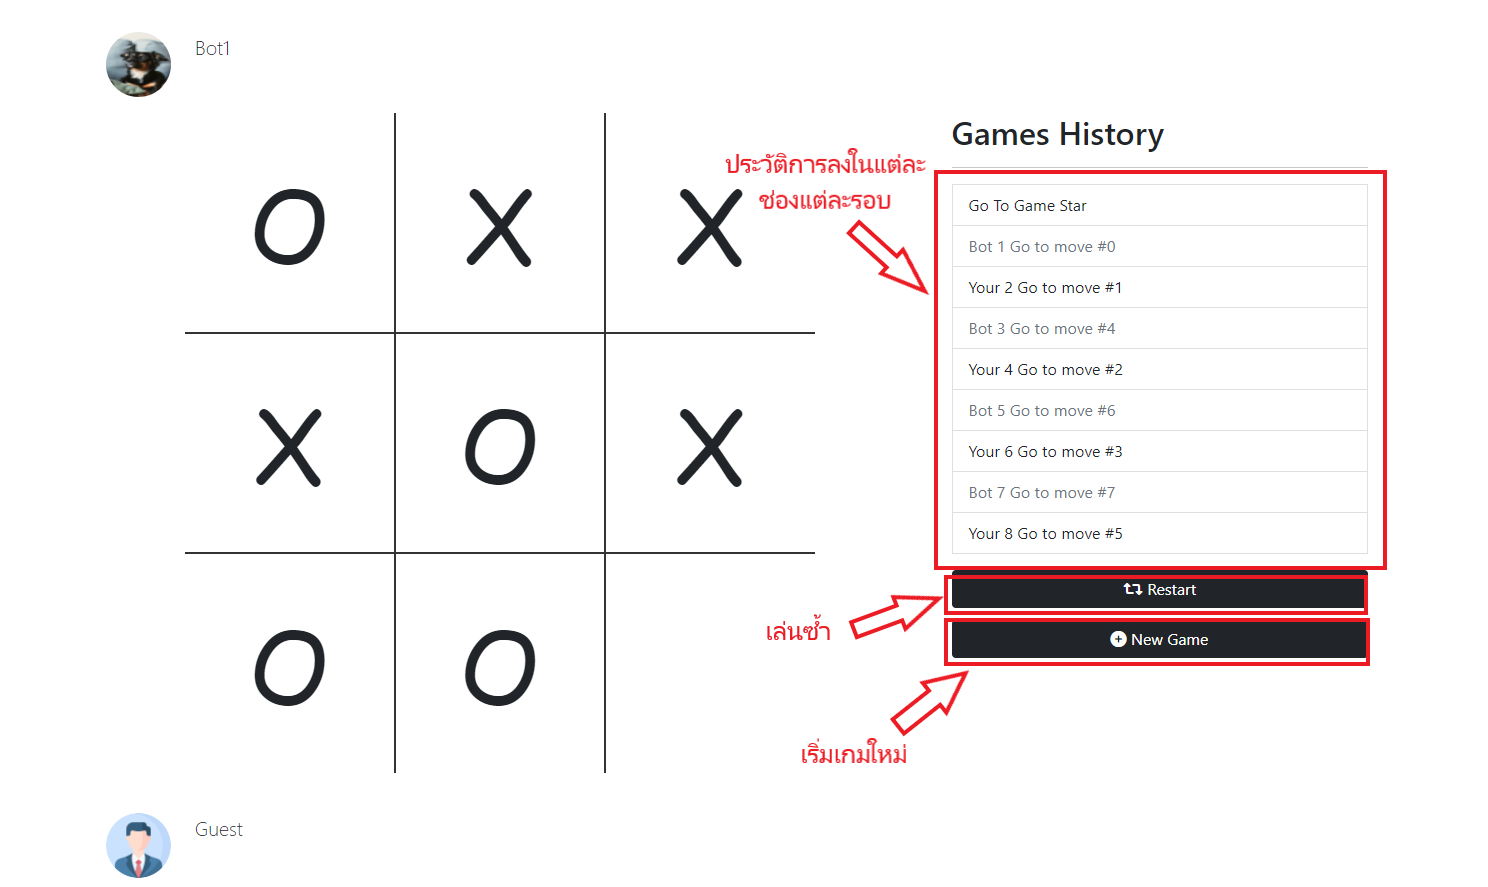 Bot1
O X X
X O X
O O
Guest
Games History
ประวัติการลงในแต่ละ
ช่องแต่ละรอบ
Go To Game Star
Bot 1 Go to move #0
Your 2 Go to move #1
Bot 3 Go to move #4
Your 4 Go to move #2
Bot 5 Go to move #6
Your 6 Go to move #3
Bot 7 Go to move #7
Your 8 Go to move #5
Restart
เล่นซ้ำ
New Game
เริ่มเกมใหม่